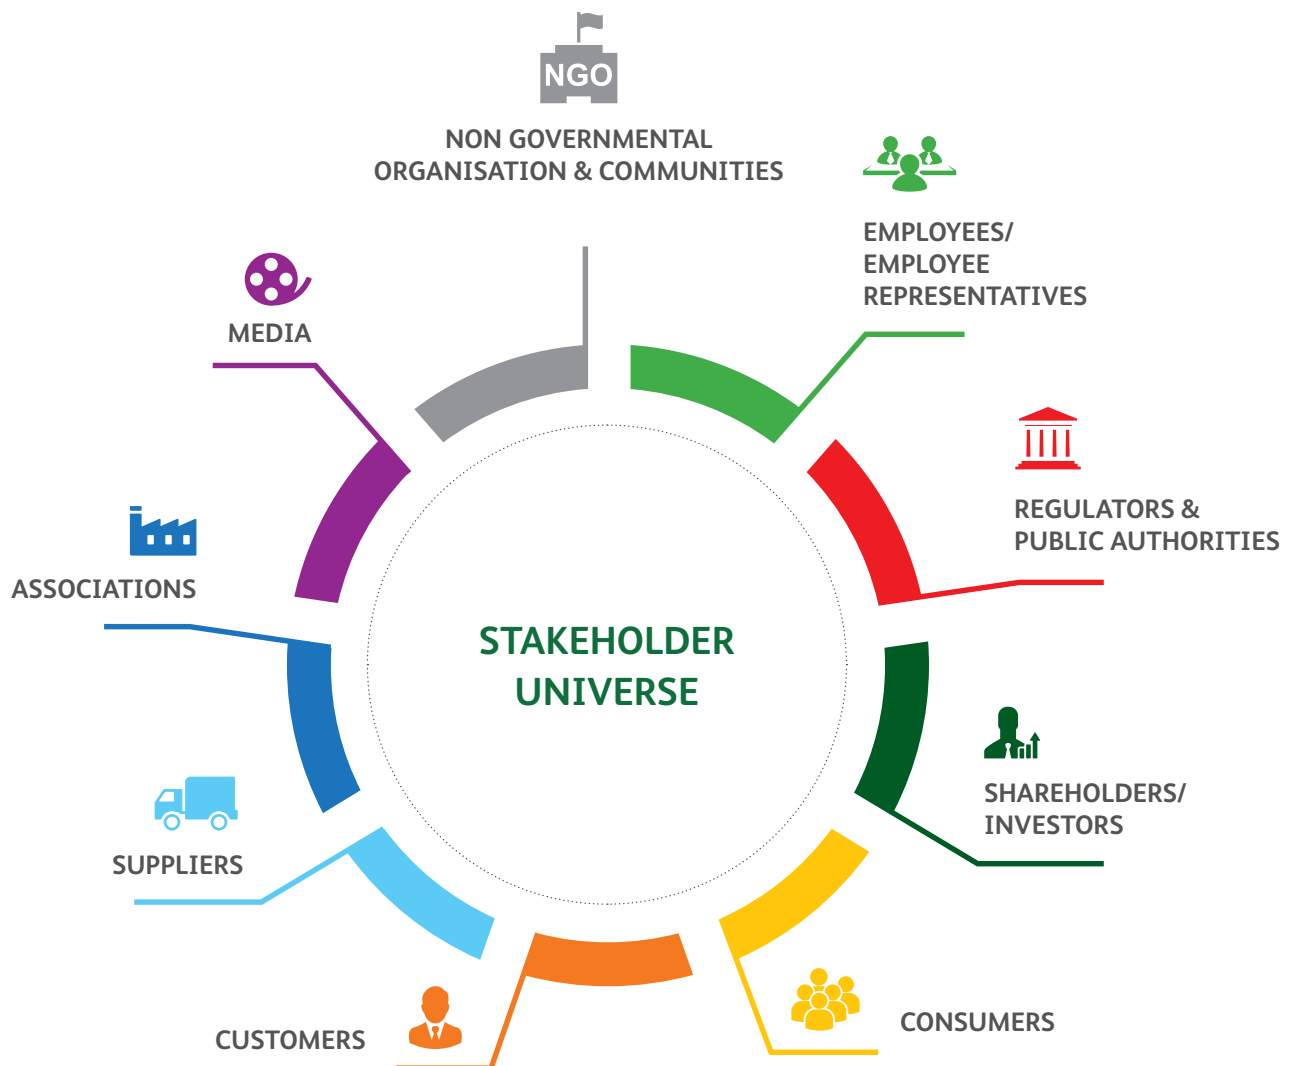 NGO
NON GOVERNMENTAL
ORGANISATION & COMMUNITIES
EMPLOYEES/
EMPLOYEE
REPRESENTATIVES
MEDIA
REGULATORS &
PUBLIC AUTHORITIES
ASSOCIATIONS
STAKEHOLDER
UNIVERSE
SHAREHOLDERS/
INVESTORS
SUPPLIERS
CONSUMERS
CUSTOMERS